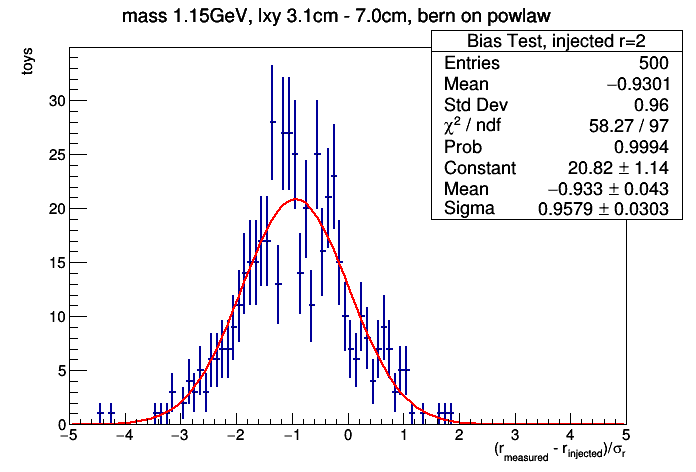 mass 1.15GeV, lxy 3.1cm - 7.0cm, bern on powlaw
toys
Bias Test, injected r=2
Entries 500
Mean −0.9301
Std Dev 0.96
χ² / ndf 58.27 / 97
Prob 0.9994
Constant 20.82 ± 1.14
Mean −0.933 ± 0.043
Sigma 0.9579 ± 0.0303
30
25
20
15
10
5
0
−5 −4 −3 −2 −1 0 1 2 3 4 5
(r_measured - r_injected)/σ_r